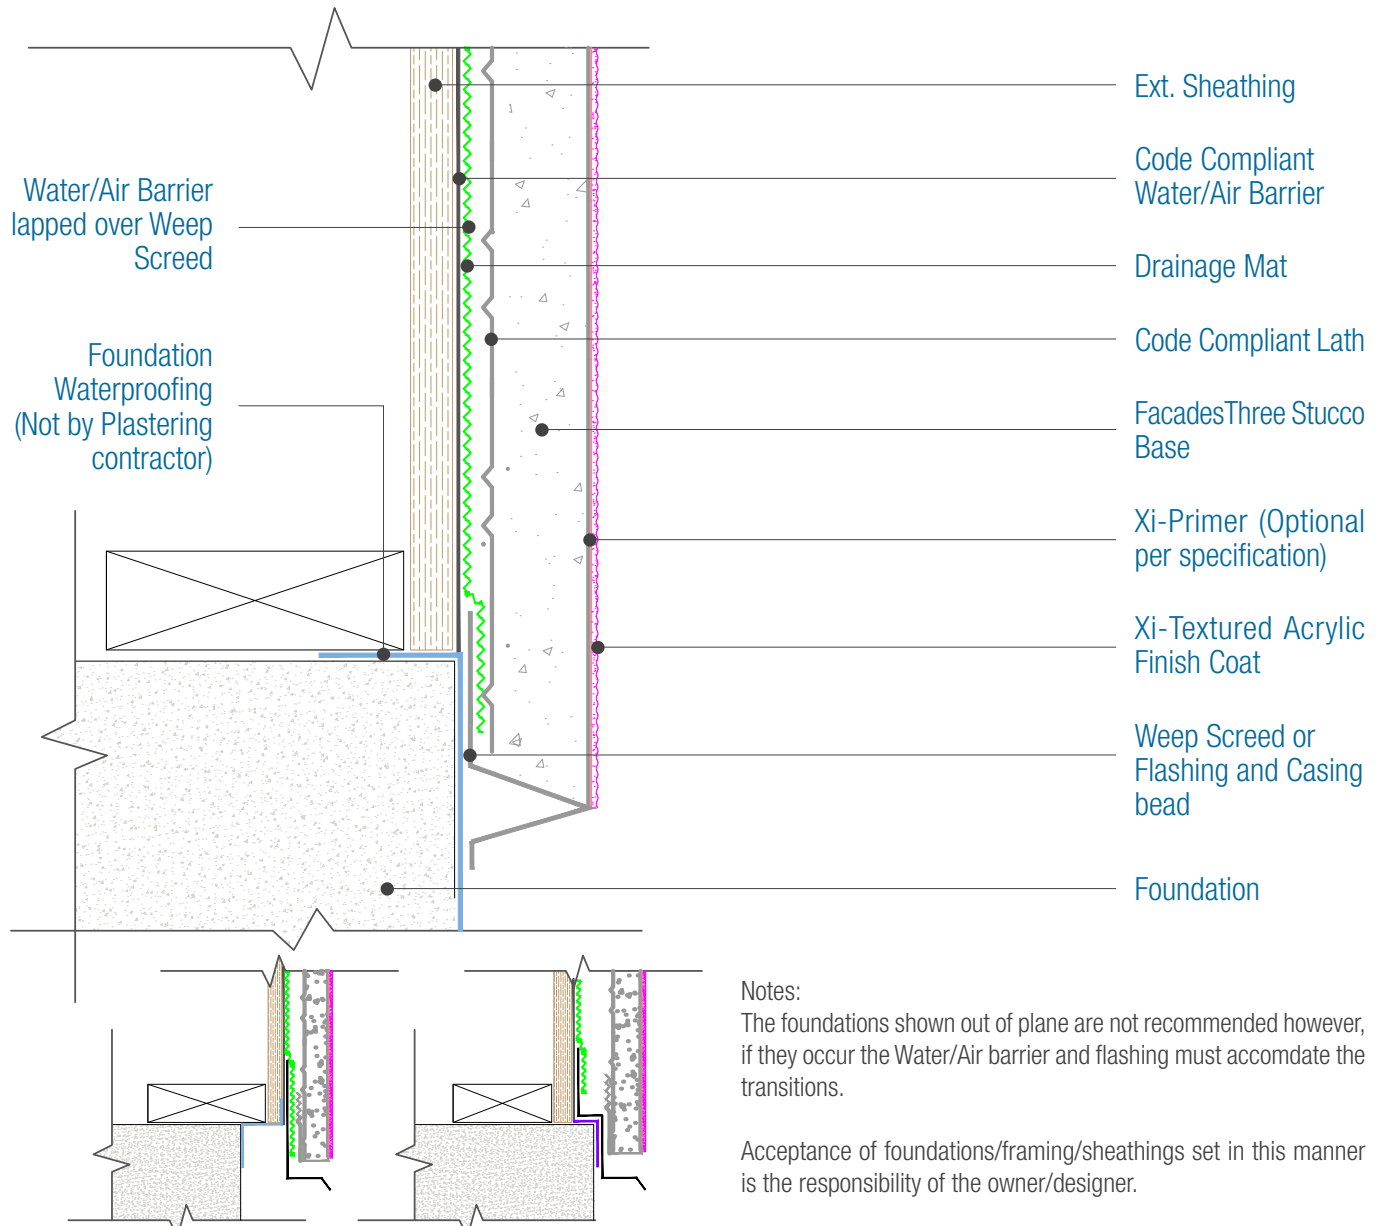 Water/Air Barrier
lapped over Weep
Screed
Foundation
Waterproofing
(Not by Plastering
contractor)
Ext. Sheathing
Code Compliant
Water/Air Barrier
Drainage Mat
Code Compliant Lath
FacadesThree Stucco
Base
Xi-Primer (Optional
per specification)
Xi-Textured Acrylic
Finish Coat
Weep Screed or
Flashing and Casing
bead
Foundation
Notes:
The foundations shown out of plane are not recommended however,
if they occur the Water/Air barrier and flashing must accomdate the
transitions.
Acceptance of foundations/framing/sheathings set in this manner
is the responsibility of the owner/designer.